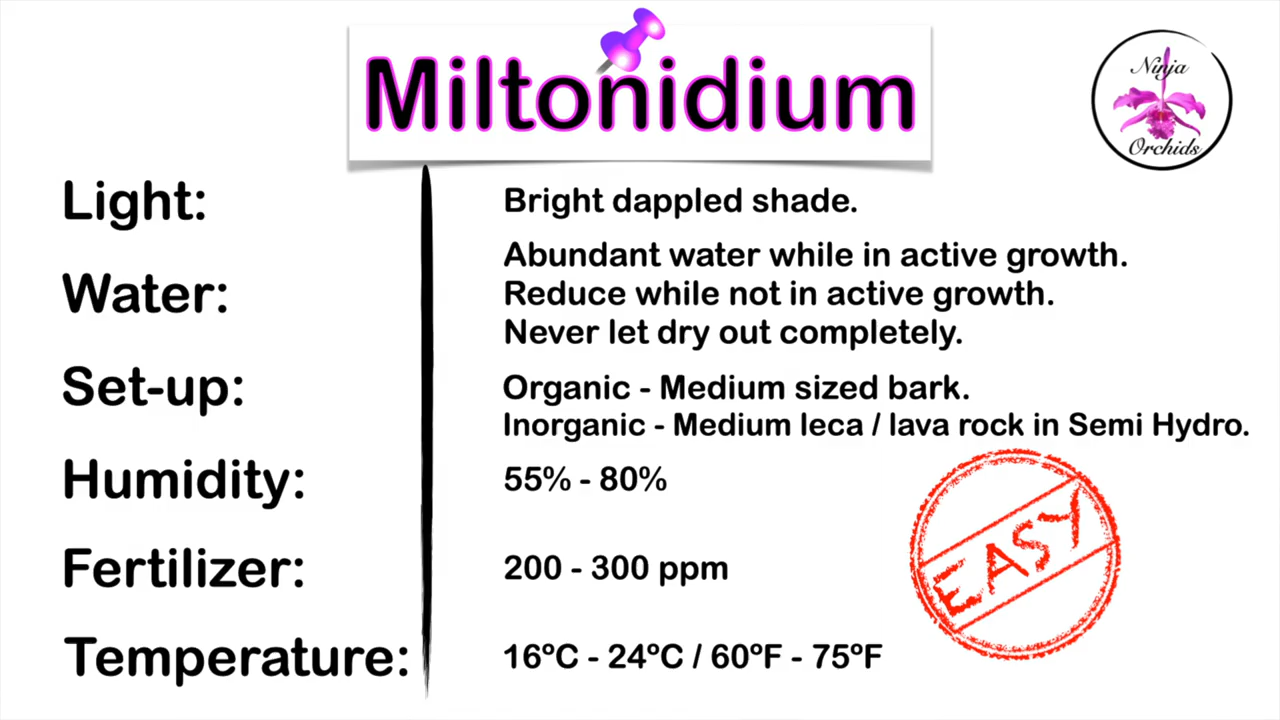 Miltonidium
Ninja
Orchids
Light:
Bright dappled shade.
Water:
Abundant water while in active growth.
Reduce while not in active growth.
Never let dry out completely.
Set-up:
Organic - Medium sized bark.
Inorganic - Medium leca / lava rock in Semi Hydro.
Humidity:
55% - 80%
EASY
Fertilizer:
200 - 300 ppm
Temperature:
16ºC - 24ºC / 60ºF - 75ºF